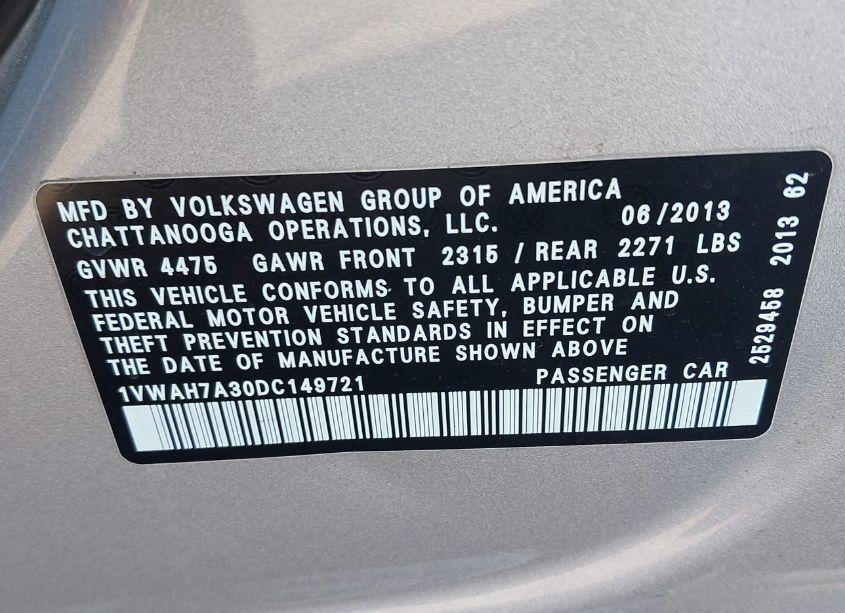 MFD BY VOLKSWAGEN GROUP OF AMERICA
CHATTANOOGA OPERATIONS, LLC. 06/2013
GVWR 4475 GAWR FRONT 2315 / REAR 2271 LBS
THIS VEHICLE CONFORMS TO ALL APPLICABLE U.S.
FEDERAL MOTOR VEHICLE SAFETY, BUMPER AND
THEFT PREVENTION STANDARDS IN EFFECT ON
THE DATE OF MANUFACTURE SHOWN ABOVE
1VWAH7A30DC149721 PASSENGER CAR
2529458 2013 62